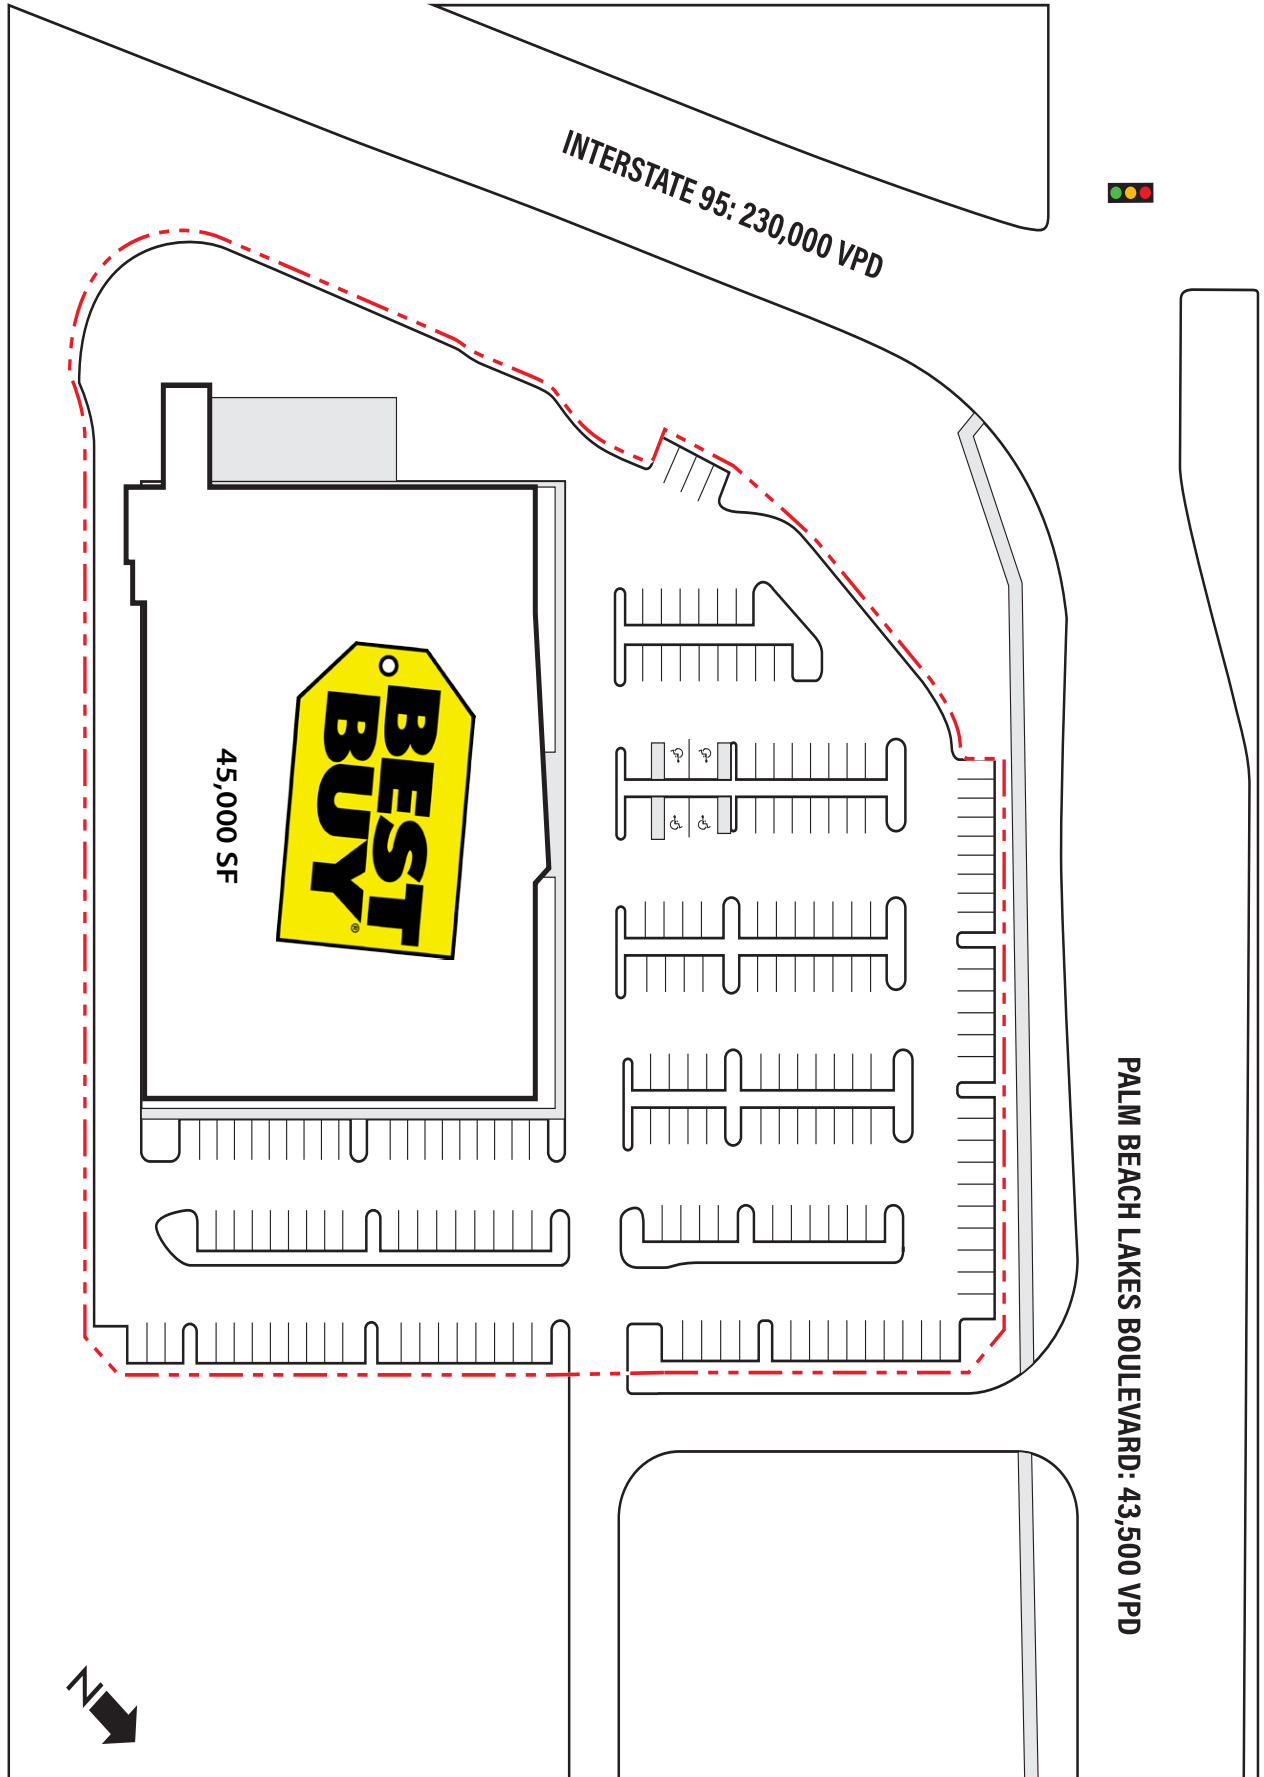 INTERSTATE 95: 230,000 VPD
BEST
BUY®
45,000 SF
PALM BEACH LAKES BOULEVARD: 43,500 VPD
N